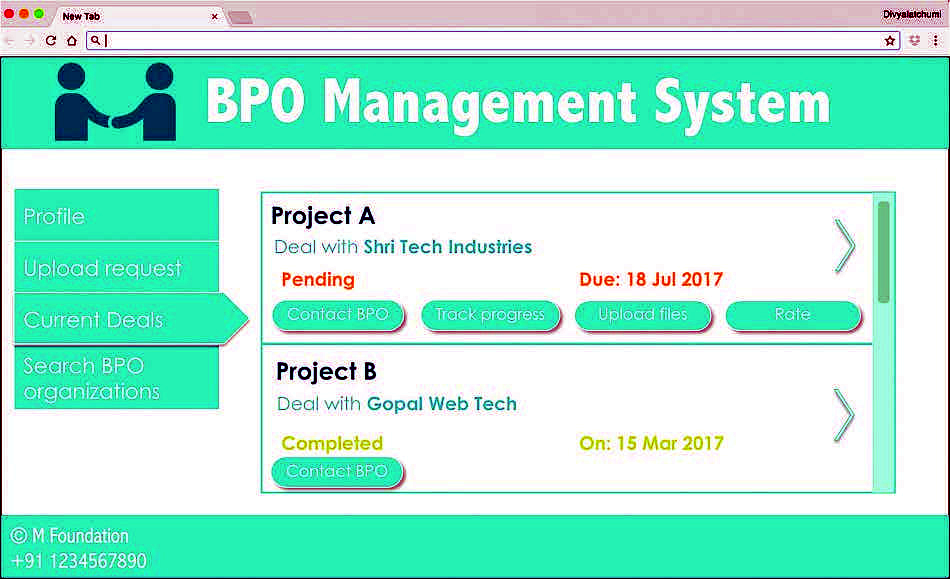 New Tab
Divyalatchumi
BPO Management System
Profile
Upload request
Current Deals
Search BPO
organizations
Project A
Deal with Shri Tech Industries
Pending
Due: 18 Jul 2017
Contact BPO
Track progress
Upload files
Rate
Project B
Deal with Gopal Web Tech
Completed
On: 15 Mar 2017
Contact BPO
© M Foundation
+91 1234567890